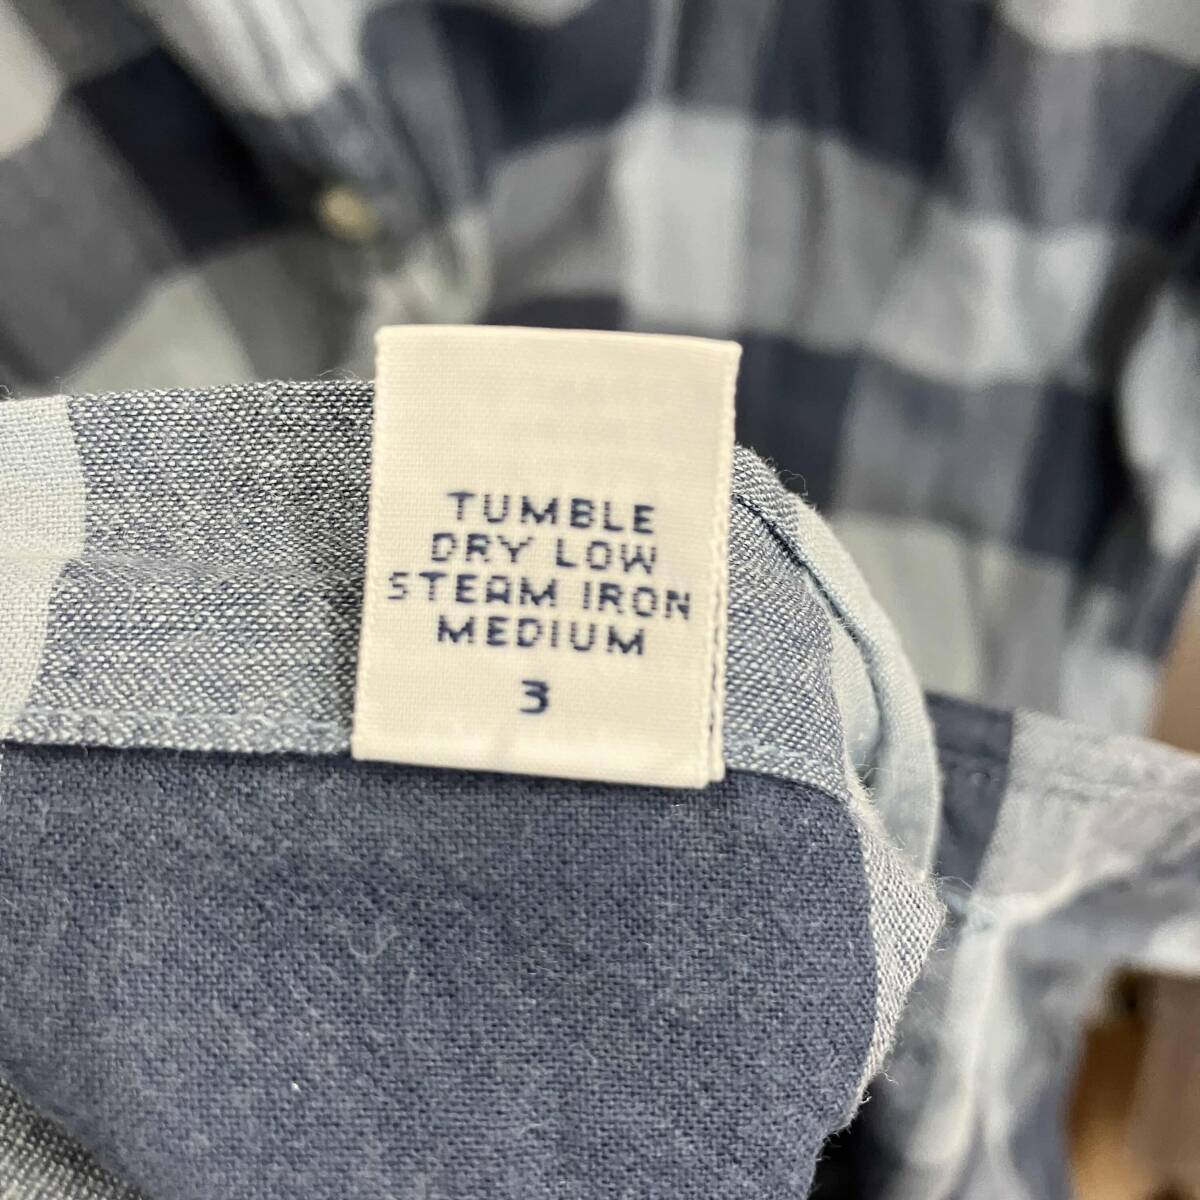 TUMBLE
DRY LOW
STEAM IRON
MEDIUM
3